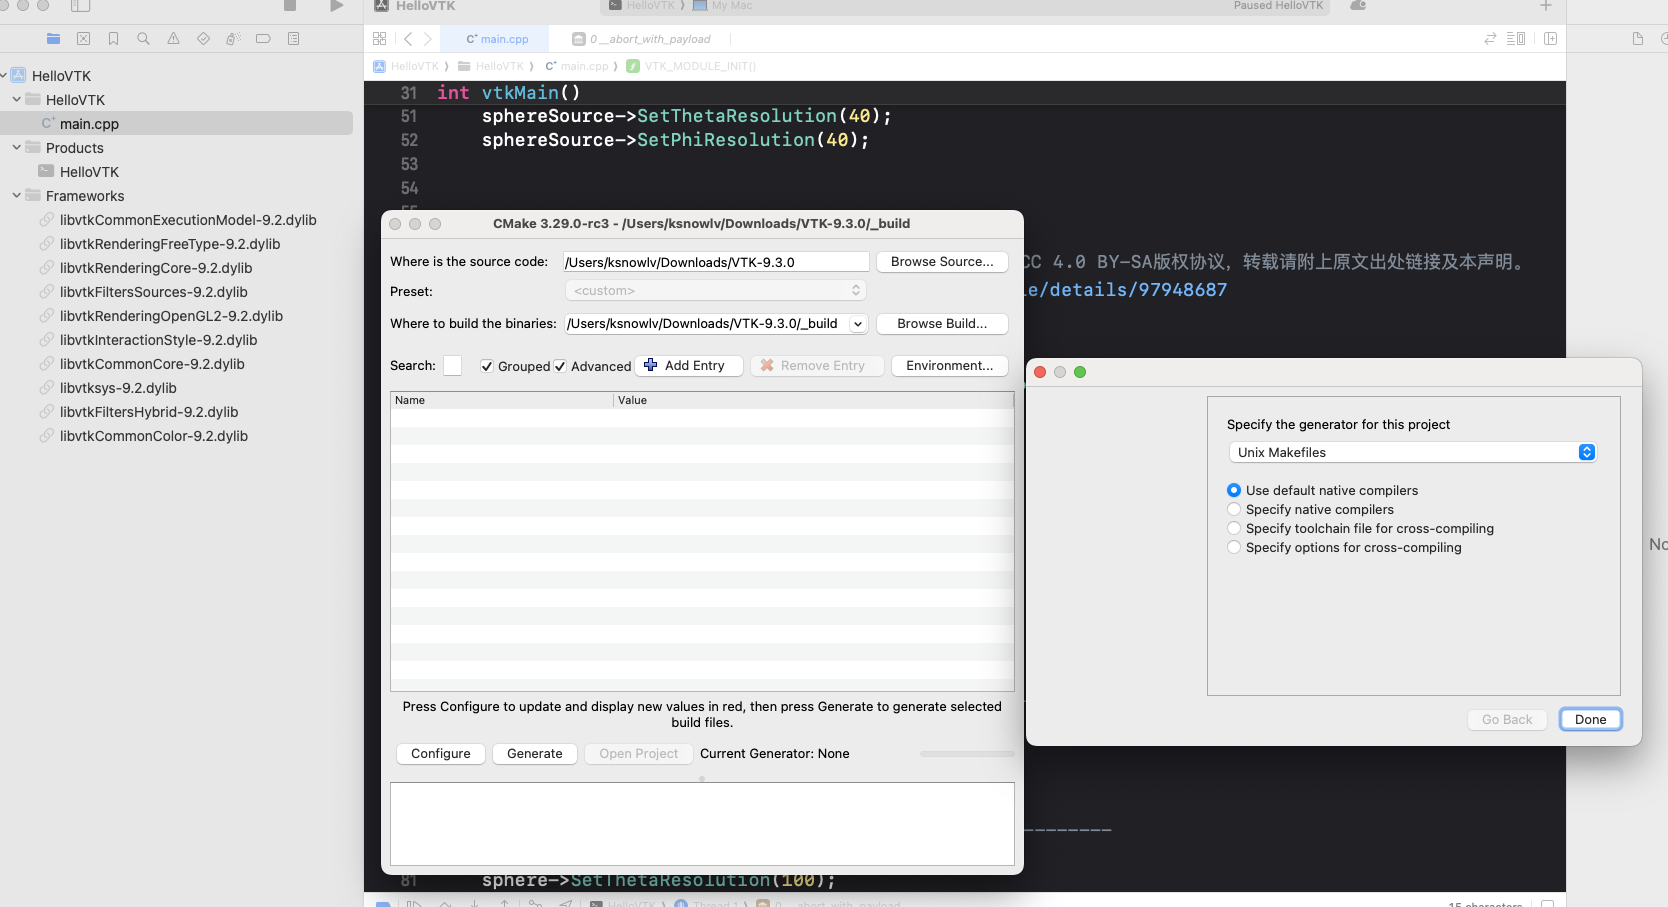 HelloVTK
HelloVTK
My Mac
Paused HelloVTK
main.cpp
0 __abort_with_payload
HelloVTK
HelloVTK
main.cpp
VTK_MODULE_INIT()
HelloVTK
HelloVTK
main.cpp
Products
HelloVTK
Frameworks
libvtkCommonExecutionModel-9.2.dylib
libvtkRenderingFreeType-9.2.dylib
libvtkRenderingCore-9.2.dylib
libvtkFiltersSources-9.2.dylib
libvtkRenderingOpenGL2-9.2.dylib
libvtkInteractionStyle-9.2.dylib
libvtkCommonCore-9.2.dylib
libvtksys-9.2.dylib
libvtkFiltersHybrid-9.2.dylib
libvtkCommonColor-9.2.dylib
31 int vtkMain()
51 sphereSource->SetThetaResolution(40);
52 sphereSource->SetPhiResolution(40);
53
54
CC 4.0 BY-SA版权协议，转载请附上原文出处链接及本声明。
le/details/97948687
--------
81 sphere->SetThetaResolution(100);
CMake 3.29.0-rc3 - /Users/ksnowlv/Downloads/VTK-9.3.0/_build
Where is the source code: /Users/ksnowlv/Downloads/VTK-9.3.0 Browse Source...
Preset: <custom>
Where to build the binaries: /Users/ksnowlv/Downloads/VTK-9.3.0/_build Browse Build...
Search: Grouped Advanced Add Entry Remove Entry Environment...
Name Value
Press Configure to update and display new values in red, then press Generate to generate selected
build files.
Configure Generate Open Project Current Generator: None
Specify the generator for this project
Unix Makefiles
Use default native compilers
Specify native compilers
Specify toolchain file for cross-compiling
Specify options for cross-compiling
Go Back Done
No
HelloVTK Thread 1 0 __abort_with_payload
15 characters